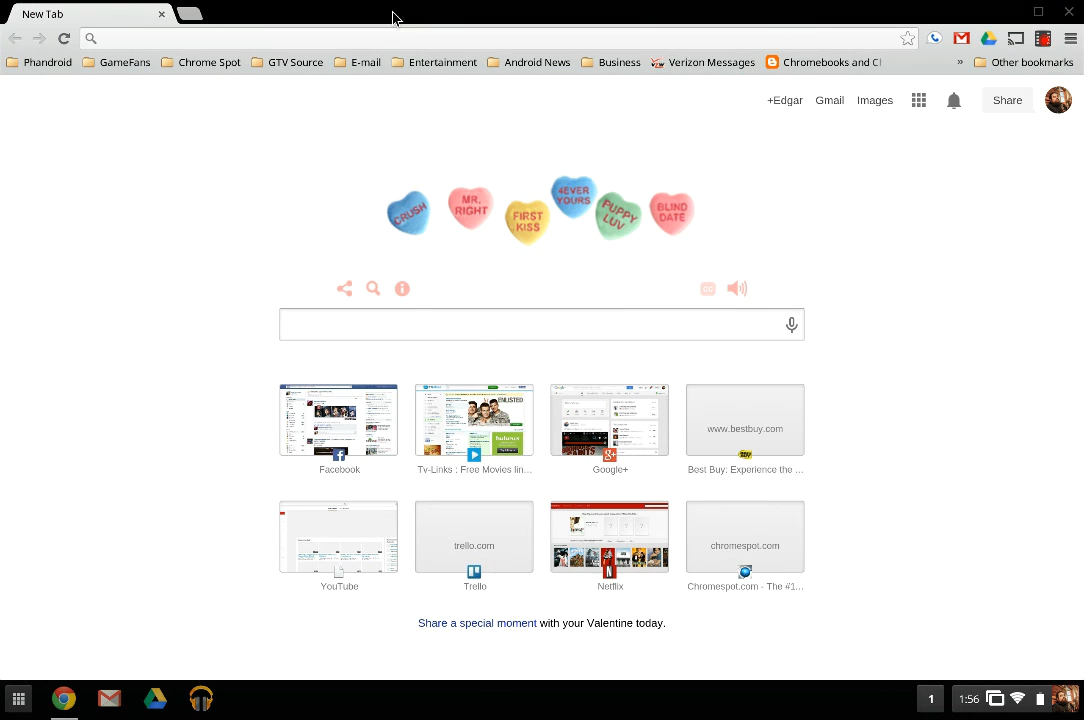 New Tab
Phandroid GameFans Chrome Spot GTV Source E-mail Entertainment Android News Business Verizon Messages Chromebooks and Cl » Other bookmarks
+Edgar Gmail Images Share
CRUSH
MR. RIGHT
FIRST KISS
4EVER YOURS
PUPPY LUV
BLIND DATE
CC
ENLISTED
www.bestbuy.com
Facebook Tv-Links : Free Movies lin... Google+ Best Buy: Experience the ...
trello.com
chromespot.com
YouTube Trello Netflix Chromespot.com - The #1...
Share a special moment with your Valentine today.
1 1:56